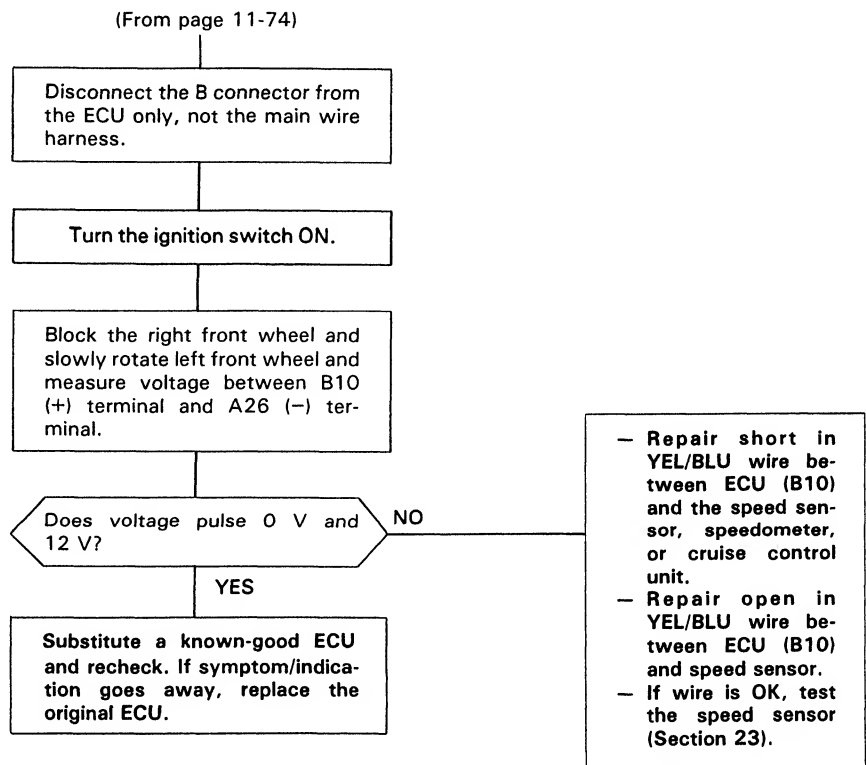 (From page 11-74)
Disconnect the B connector from
the ECU only, not the main wire
harness.
Turn the ignition switch ON.
Block the right front wheel and
slowly rotate left front wheel and
measure voltage between B10
(+) terminal and A26 (–) ter-
minal.
Does voltage pulse 0 V and
12 V?
NO
YES
Substitute a known-good ECU
and recheck. If symptom/indica-
tion goes away, replace the
original ECU.
— Repair short in
YEL/BLU wire be-
tween ECU (B10)
and the speed sen-
sor, speedometer,
or cruise control
unit.
— Repair open in
YEL/BLU wire be-
tween ECU (B10)
and speed sensor.
— If wire is OK, test
the speed sensor
(Section 23).